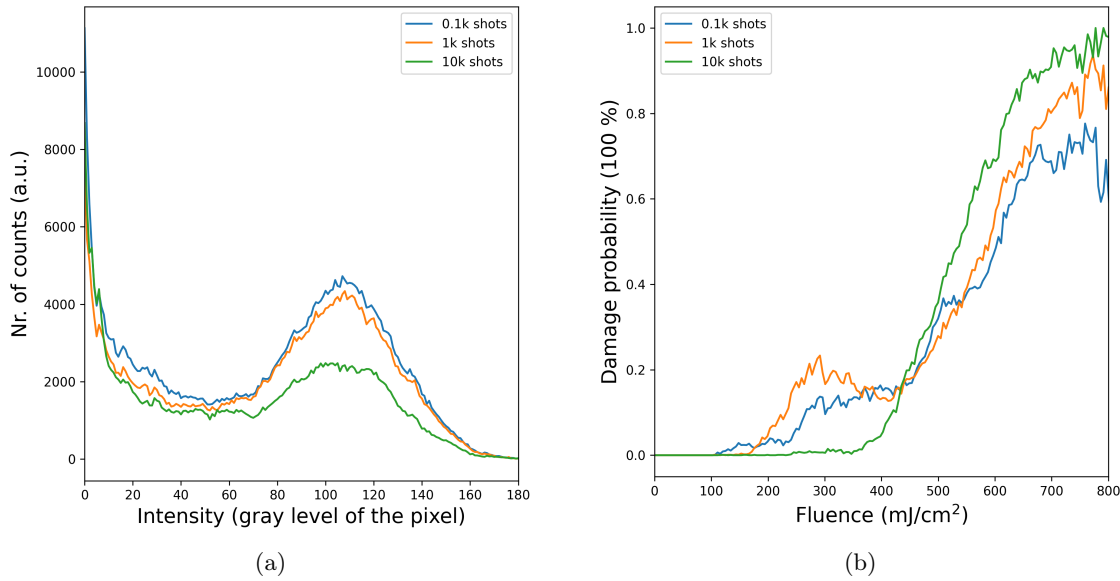 0.1k shots
1k shots
10k shots
10000
8000
6000
4000
2000
0
0 20 40 60 80 100 120 140 160 180
Nr. of counts (a.u.)
Intensity (gray level of the pixel)
(a)
0.1k shots
1k shots
10k shots
1.0
0.8
0.6
0.4
0.2
0.0
0 100 200 300 400 500 600 700 800
Damage probability (100 %)
Fluence (mJ/cm²)
(b)